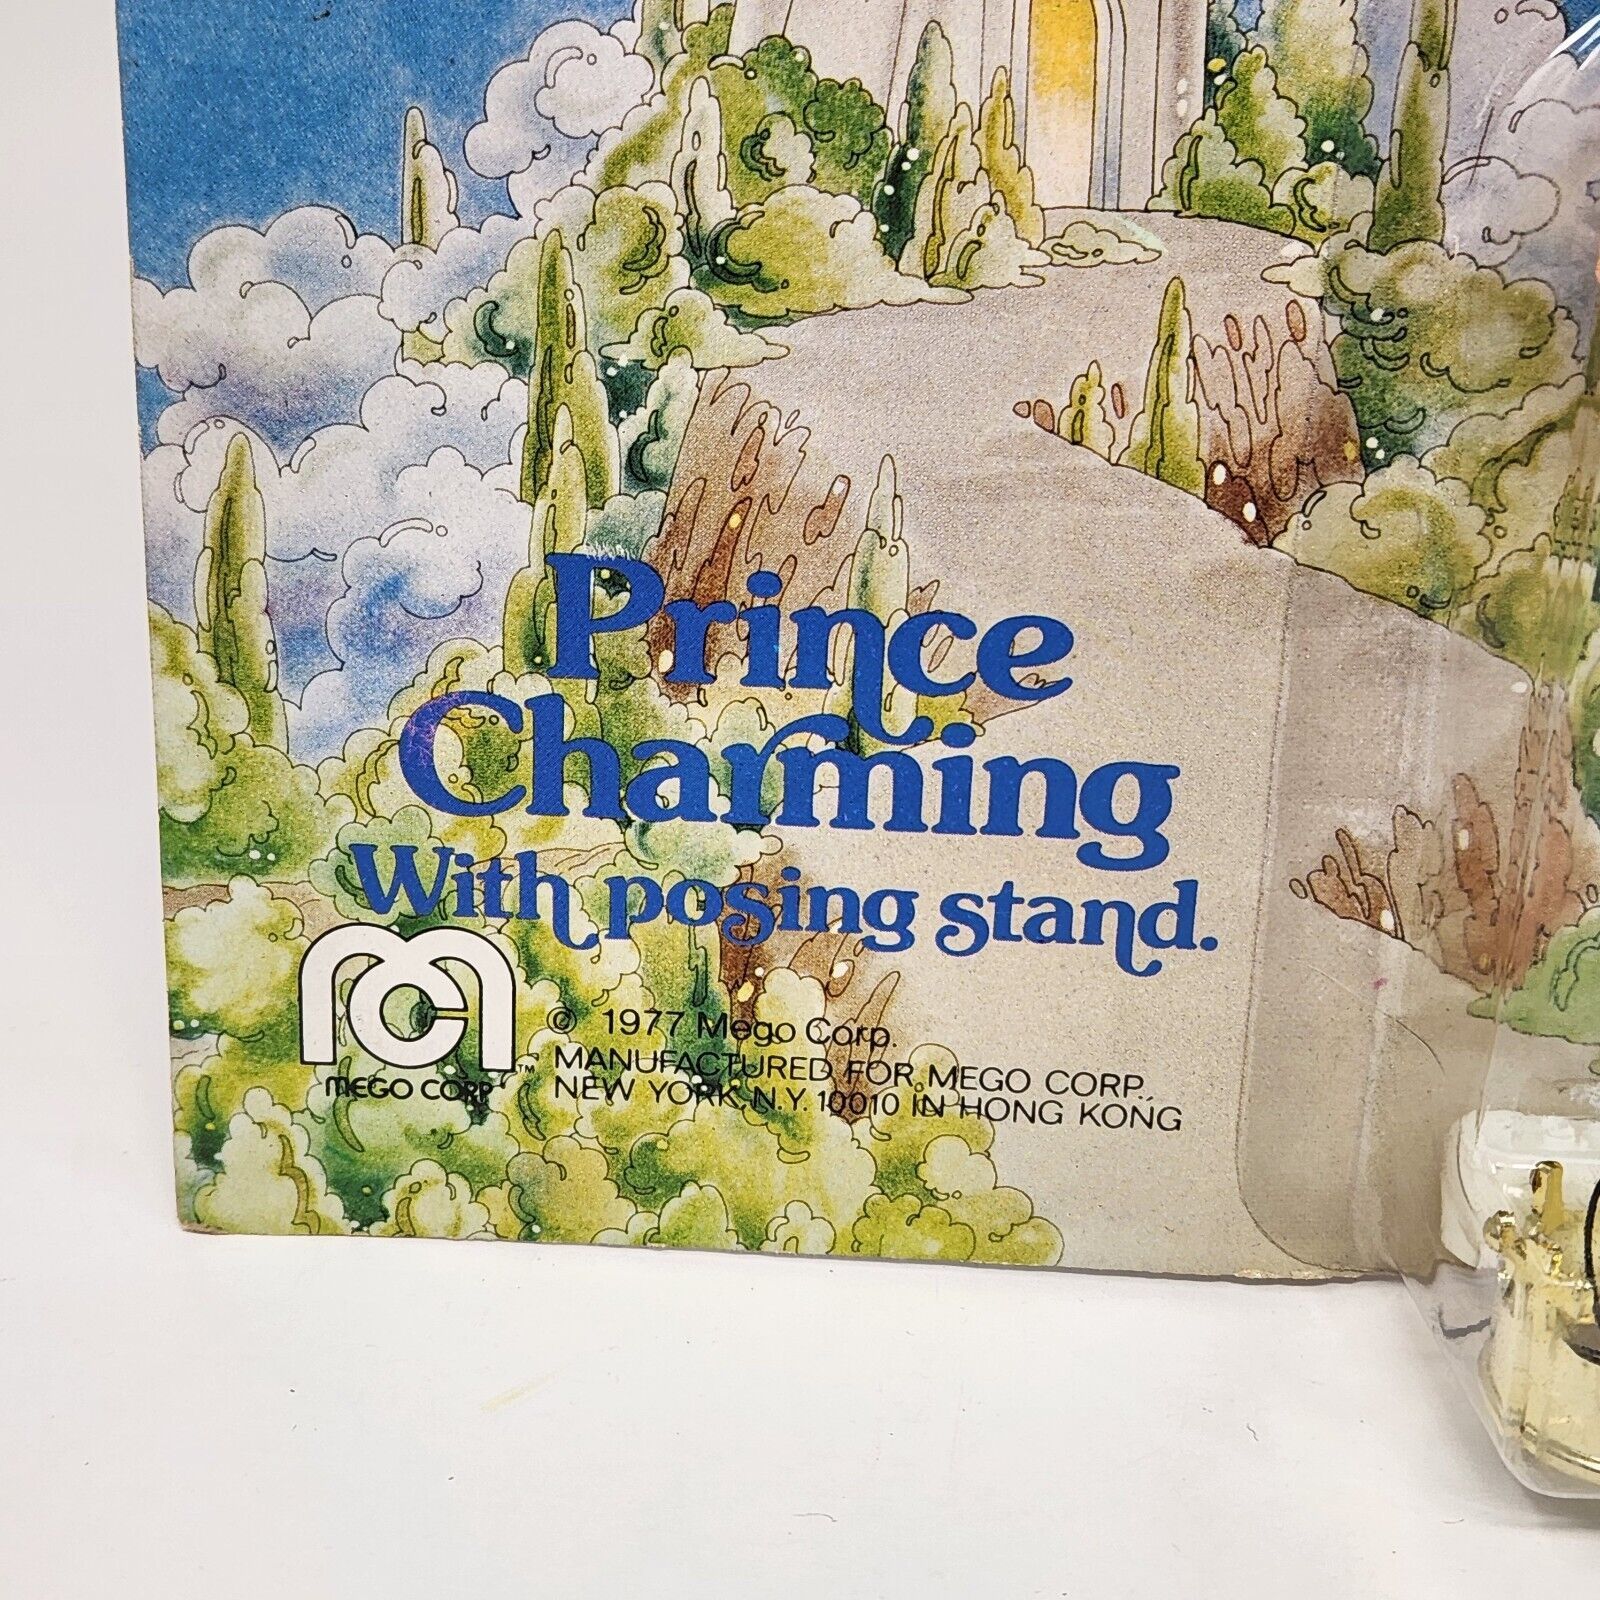 Prince
Charming
With posing stand.
MEGO CORP
™
© 1977 Mego Corp.
MANUFACTURED FOR MEGO CORP.,
NEW YORK, N.Y. 10010 IN HONG KONG